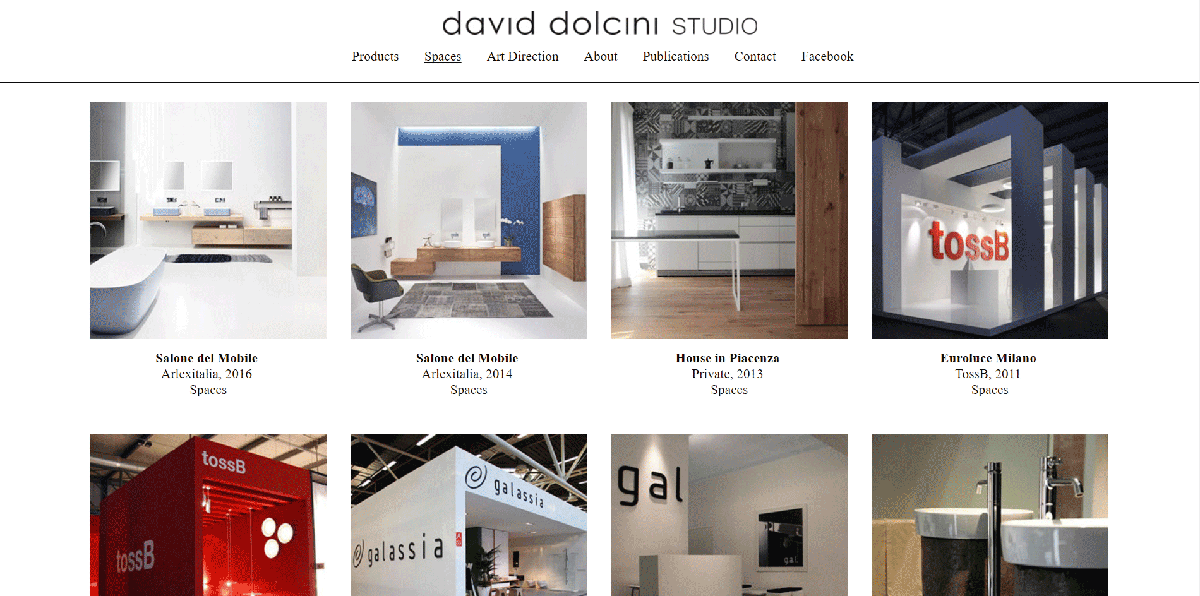 david dolcini STUDIO
Products Spaces Art Direction About Publications Contact Facebook
tossB
Salone del Mobile
Arlexitalia, 2016
Spaces
Salone del Mobile
Arlexitalia, 2014
Spaces
House in Piacenza
Private, 2013
Spaces
Euroluce Milano
TossB, 2011
Spaces
tossB
tossB
galassia
galassia
gal
gal